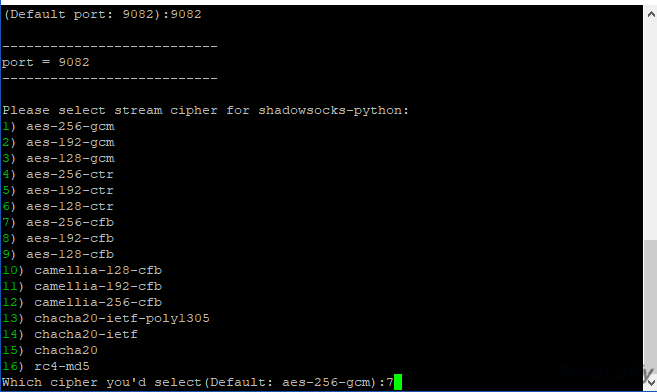 (Default port: 9082):9082
---------------------------
port = 9082
---------------------------
Please select stream cipher for shadowsocks-python:
1) aes-256-gcm
2) aes-192-gcm
3) aes-128-gcm
4) aes-256-ctr
5) aes-192-ctr
6) aes-128-ctr
7) aes-256-cfb
8) aes-192-cfb
9) aes-128-cfb
10) camellia-128-cfb
11) camellia-192-cfb
12) camellia-256-cfb
13) chacha20-ietf-poly1305
14) chacha20-ietf
15) chacha20
16) rc4-md5
Which cipher you'd select(Default: aes-256-gcm):7